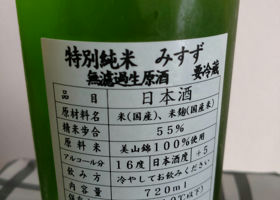 特別純米 みすず
無濾過生原酒 要冷蔵
品目 日本酒
原材料名 米(国産)、米麹(国産米)
精米歩合 55%
原料米 美山錦100%使用
アルコール分 16度 日本酒度 +5
飲み方 冷やしてお飲みください
内容量 720ml